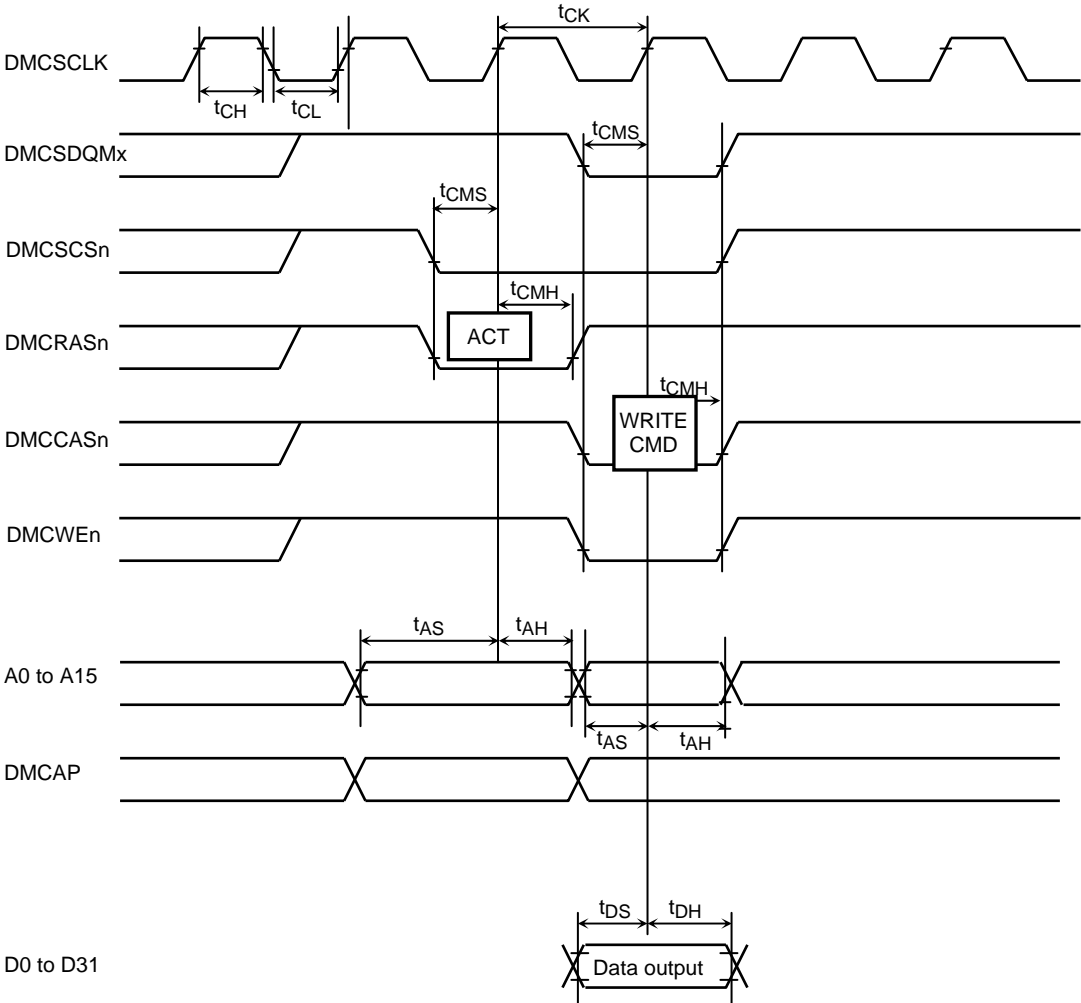 tCK
DMCSCLK
tCH
tCL
DMCSDQMx
tCMS
tCMS
DMCSCSn
tCMH
DMCRASn
ACT
tCMH
DMCCASn
WRITE
CMD
DMCWEn
tAS
tAH
A0 to A15
tAS
tAH
DMCAP
tDS
tDH
D0 to D31
Data output